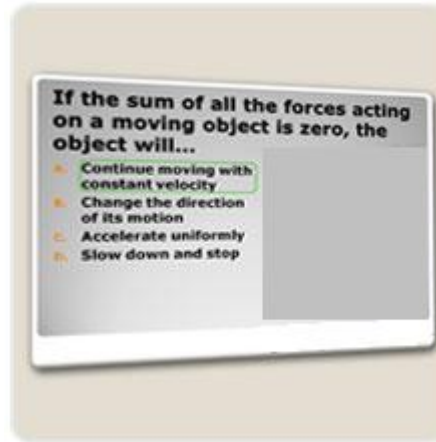 If the sum of all the forces acting
on a moving object is zero, the
object will...
A. Continue moving with
constant velocity
B. Change the direction
of its motion
C. Accelerate uniformly
D. Slow down and stop